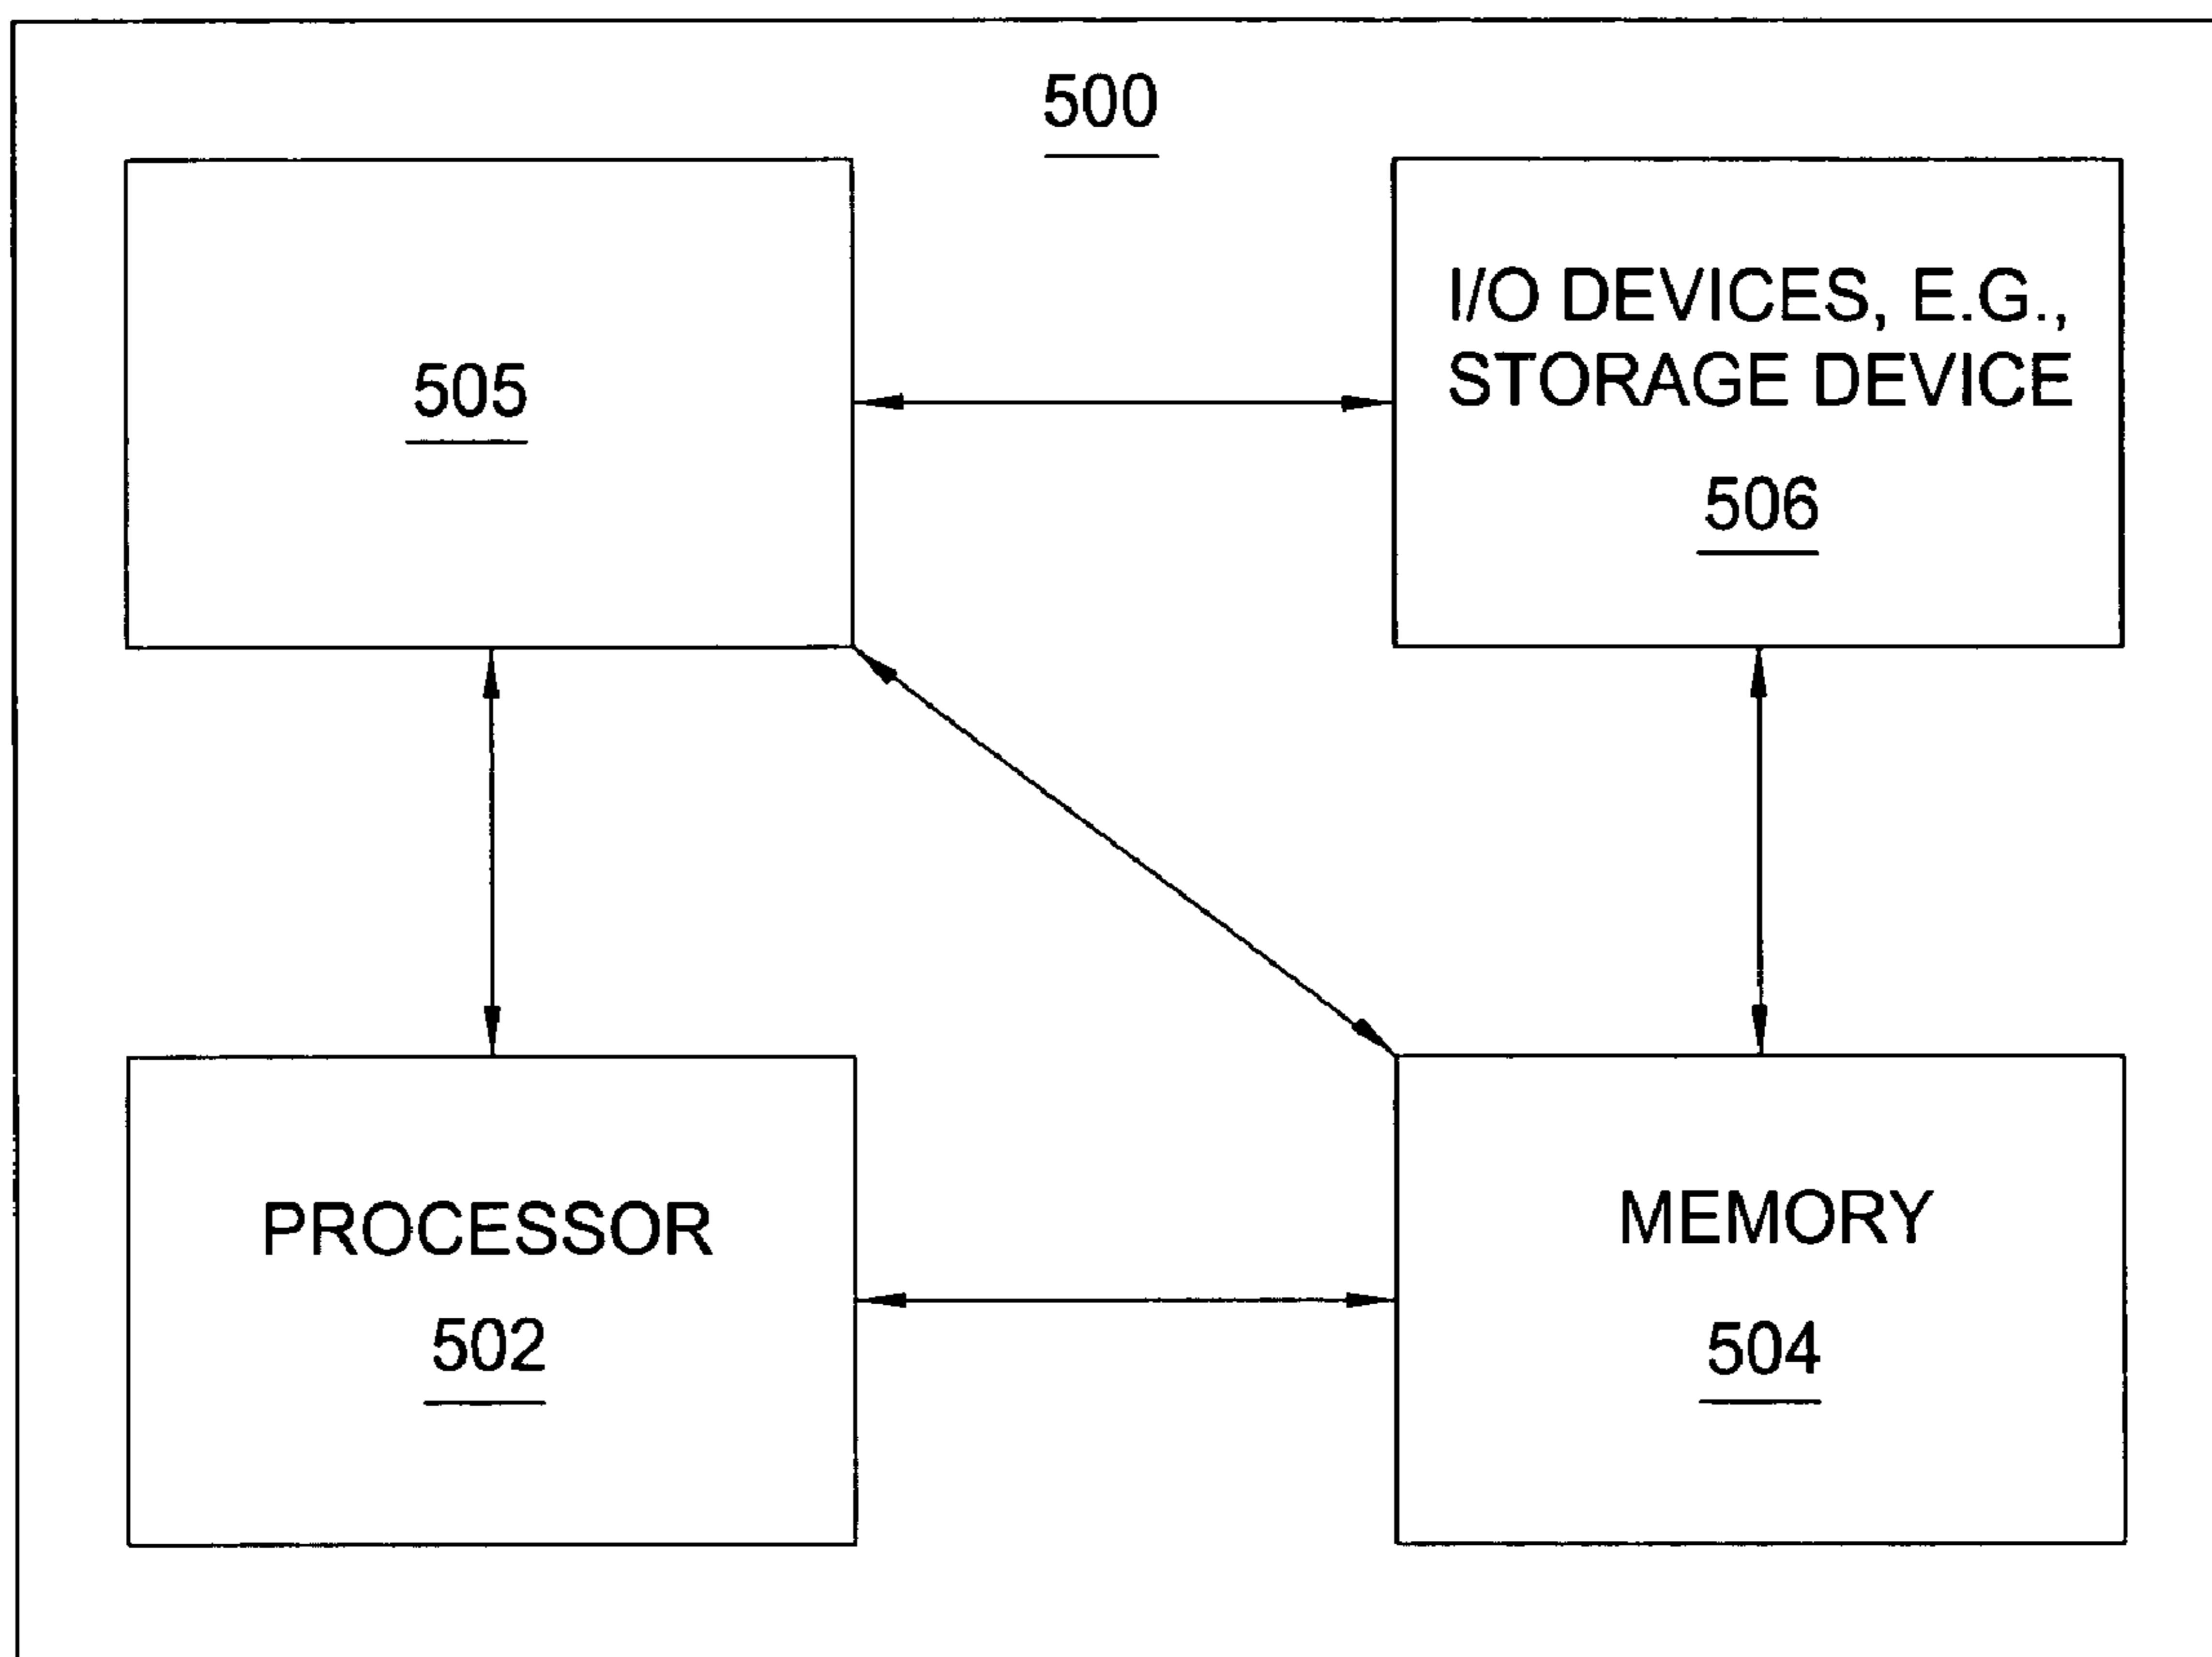 500
505
I/O DEVICES, E.G.,
STORAGE DEVICE
506
PROCESSOR
502
MEMORY
504